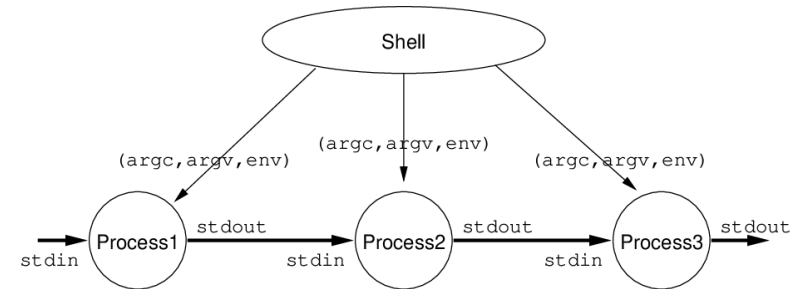 Shell
(argc,argv,env)
(argc,argv,env)
(argc,argv,env)
stdin
Process1
stdout
stdin
Process2
stdout
stdin
Process3
stdout